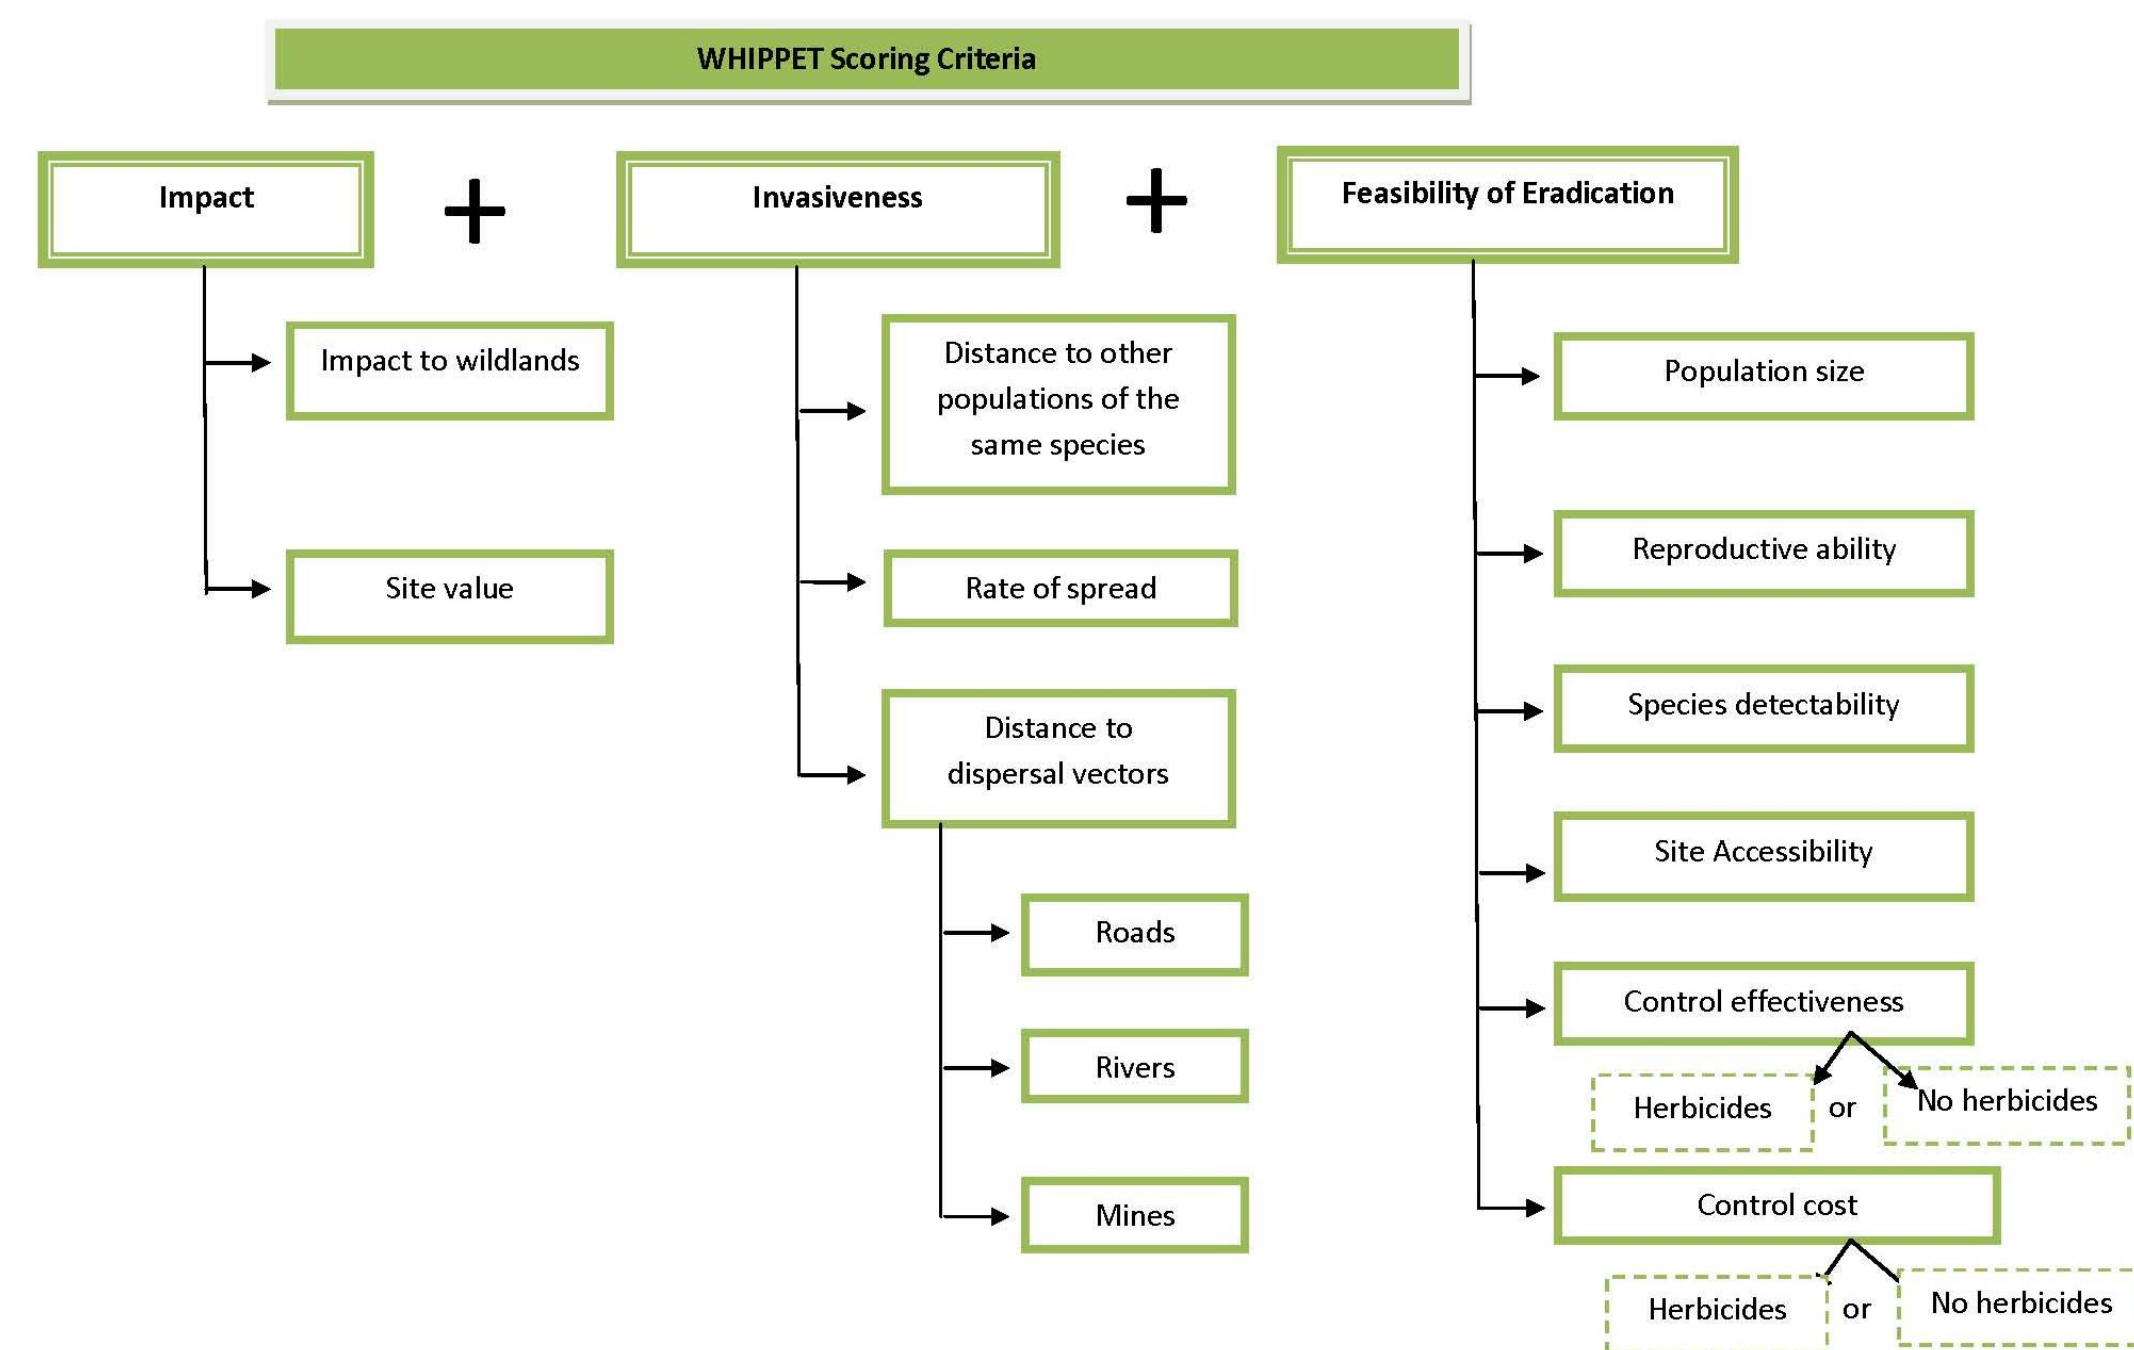 WHIPPET Scoring Criteria
Impact
+
Invasiveness
+
Feasibility of Eradication
Impact to wildlands
Site value
Distance to other
populations of the
same species
Rate of spread
Distance to
dispersal vectors
Roads
Rivers
Mines
Population size
Reproductive ability
Species detectability
Site Accessibility
Control effectiveness
Herbicides or No herbicides
Control cost
Herbicides or No herbicides